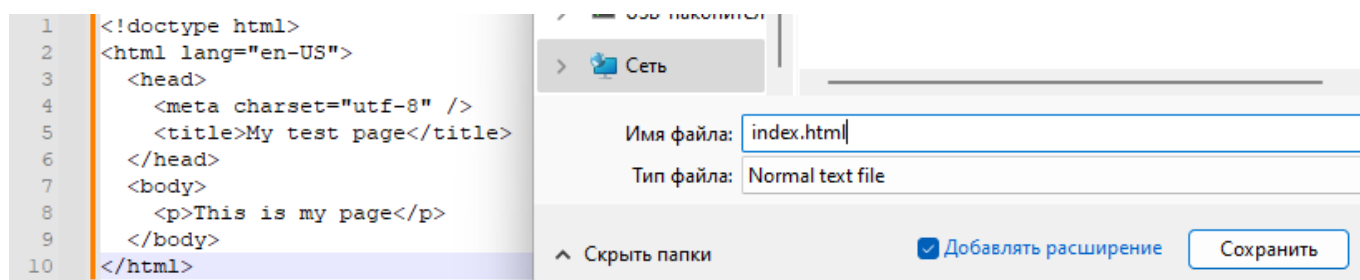 1 <!doctype html>
2 <html lang="en-US">
3 <head>
4 <meta charset="utf-8" />
5 <title>My test page</title>
6 </head>
7 <body>
8 <p>This is my page</p>
9 </body>
10 </html>
Сеть
Имя файла: index.html
Тип файла: Normal text file
Скрыть папки
Добавлять расширение
Сохранить